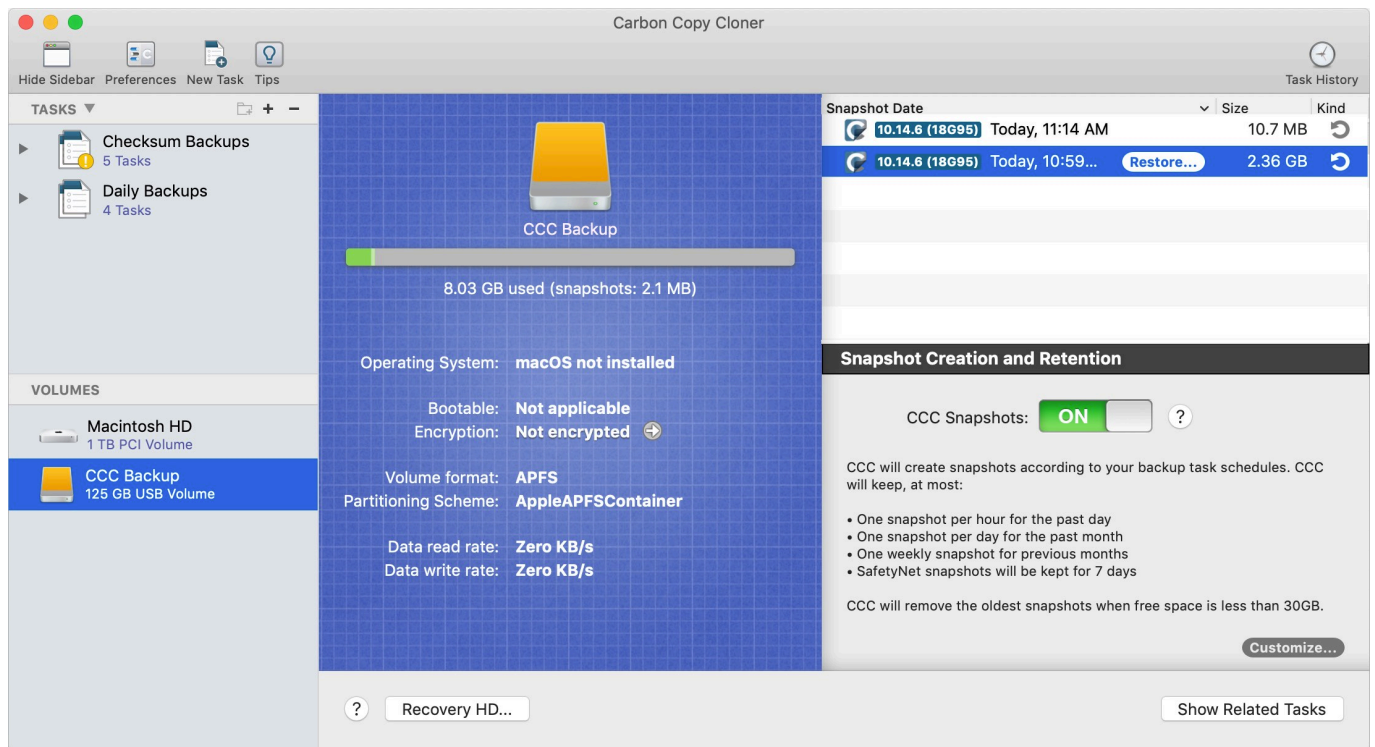 Carbon Copy Cloner
Hide Sidebar Preferences New Task Tips
Task History
TASKS
Checksum Backups
5 Tasks
Daily Backups
4 Tasks
VOLUMES
Macintosh HD
1 TB PCI Volume
CCC Backup
125 GB USB Volume
CCC Backup
8.03 GB used (snapshots: 2.1 MB)
Operating System: macOS not installed
Bootable: Not applicable
Encryption: Not encrypted
Volume format: APFS
Partitioning Scheme: AppleAPFSContainer
Data read rate: Zero KB/s
Data write rate: Zero KB/s
Snapshot Date Size Kind
10.14.6 (18G95) Today, 11:14 AM 10.7 MB
10.14.6 (18G95) Today, 10:59... Restore... 2.36 GB
Snapshot Creation and Retention
CCC Snapshots: ON ?
CCC will create snapshots according to your backup task schedules. CCC
will keep, at most:
• One snapshot per hour for the past day
• One snapshot per day for the past month
• One weekly snapshot for previous months
• SafetyNet snapshots will be kept for 7 days
CCC will remove the oldest snapshots when free space is less than 30GB.
Customize...
? Recovery HD...
Show Related Tasks